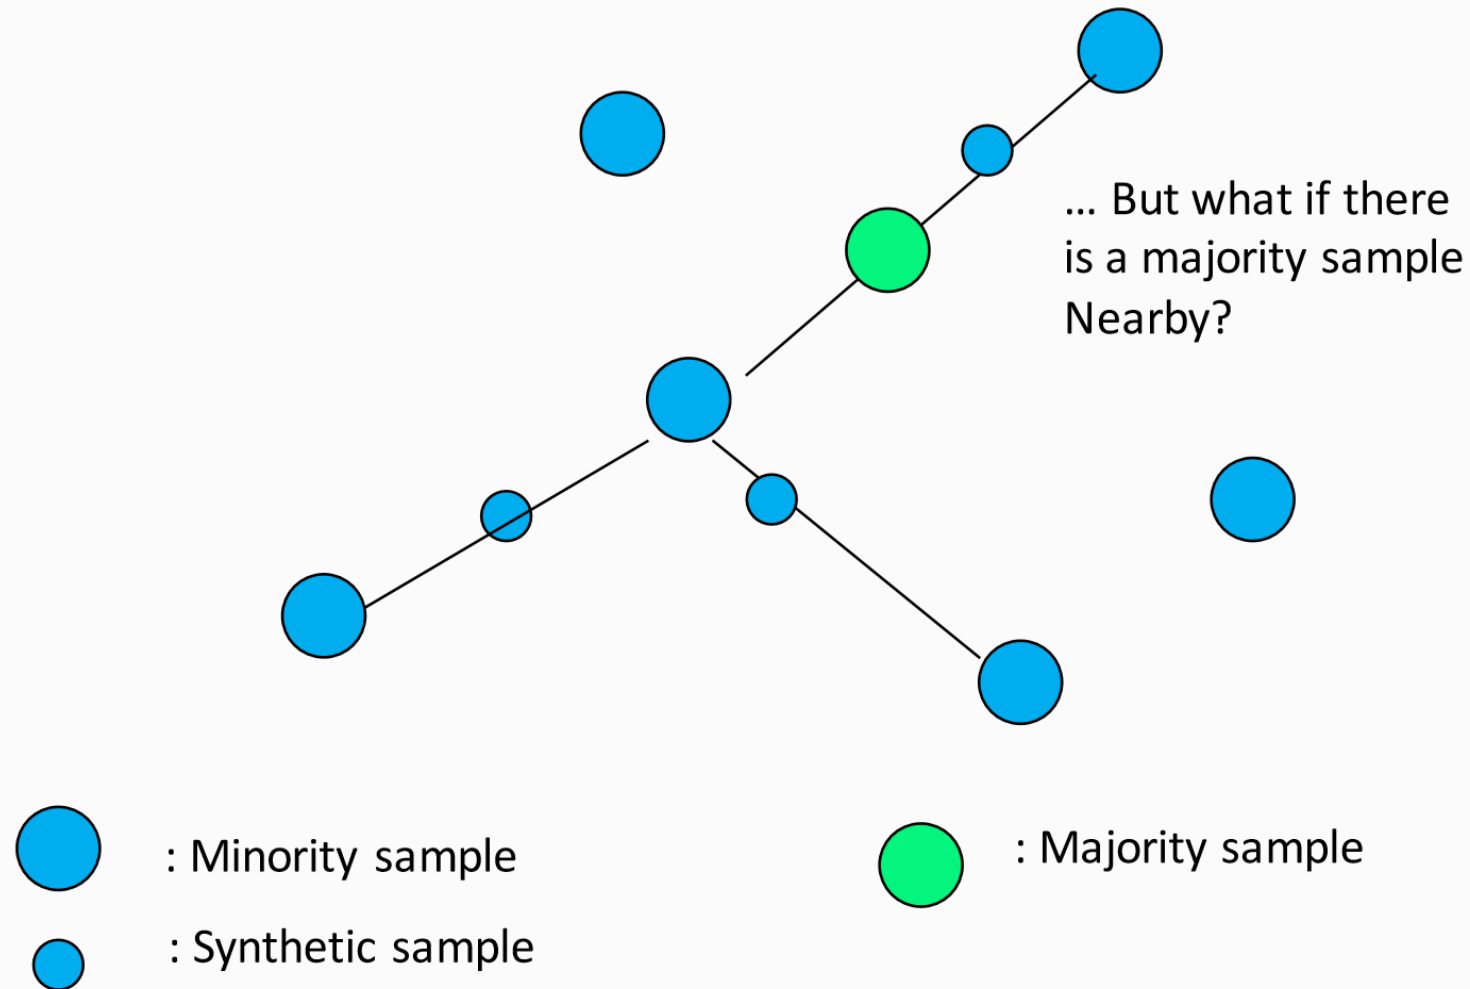 ... But what if there
is a majority sample
Nearby?
: Minority sample
: Majority sample
: Synthetic sample